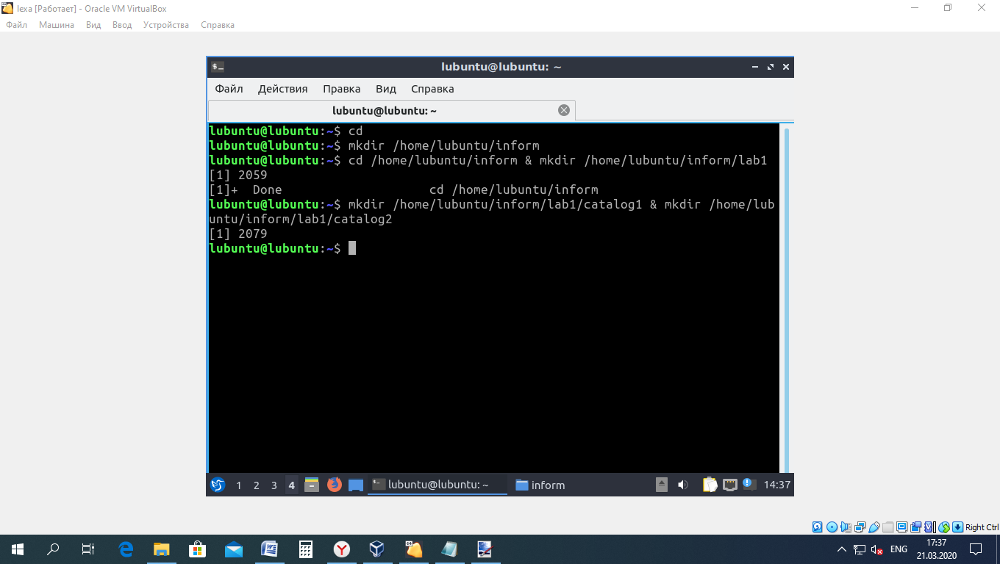 lexa [Работает] - Oracle VM VirtualBox
Файл Машина Вид Ввод Устройства Справка
lubuntu@lubuntu: ~
Файл Действия Правка Вид Справка
lubuntu@lubuntu: ~
lubuntu@lubuntu:~$ cd
lubuntu@lubuntu:~$ mkdir /home/lubuntu/inform
lubuntu@lubuntu:~$ cd /home/lubuntu/inform & mkdir /home/lubuntu/inform/lab1
[1] 2059
[1]+  Done                    cd /home/lubuntu/inform
lubuntu@lubuntu:~$ mkdir /home/lubuntu/inform/lab1/catalog1 & mkdir /home/lub
untu/inform/lab1/catalog2
[1] 2079
lubuntu@lubuntu:~$
1 2 3 4 lubuntu@lubuntu: ~ inform 14:37
Right Ctrl
ENG 17:37
21.03.2020